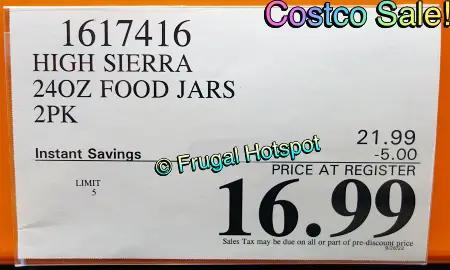 Costco Sale!
1617416
HIGH SIERRA
24OZ FOOD JARS
2PK
21.99
Instant Savings -5.00
© Frugal Hotspot
PRICE AT REGISTER
LIMIT
5
16.99
Sales Tax may be due on all or part of pre-discount price